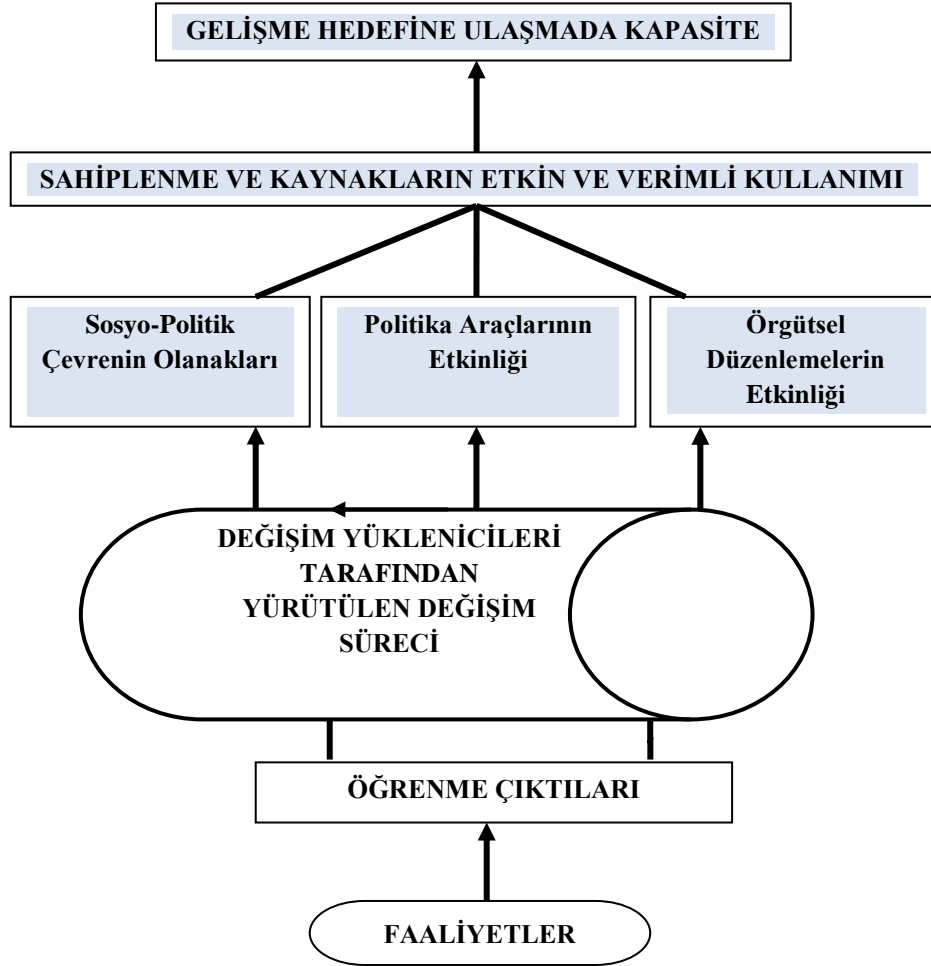 GELİŞME HEDEFİNE ULAŞMADA KAPASİTE
SAHİPLENME VE KAYNAKLARIN ETKİN VE VERİMLİ KULLANIMI
Sosyo-Politik
Çevrenin Olanakları
Politika Araçlarının
Etkinliği
Örgütsel
Düzenlemelerin
Etkinliği
DEĞİŞİM YÜKLENİCİLERİ
TARAFINDAN
YÜRÜTÜLEN DEĞİŞİM
SÜRECİ
ÖĞRENME ÇIKTILARI
FAALİYETLER